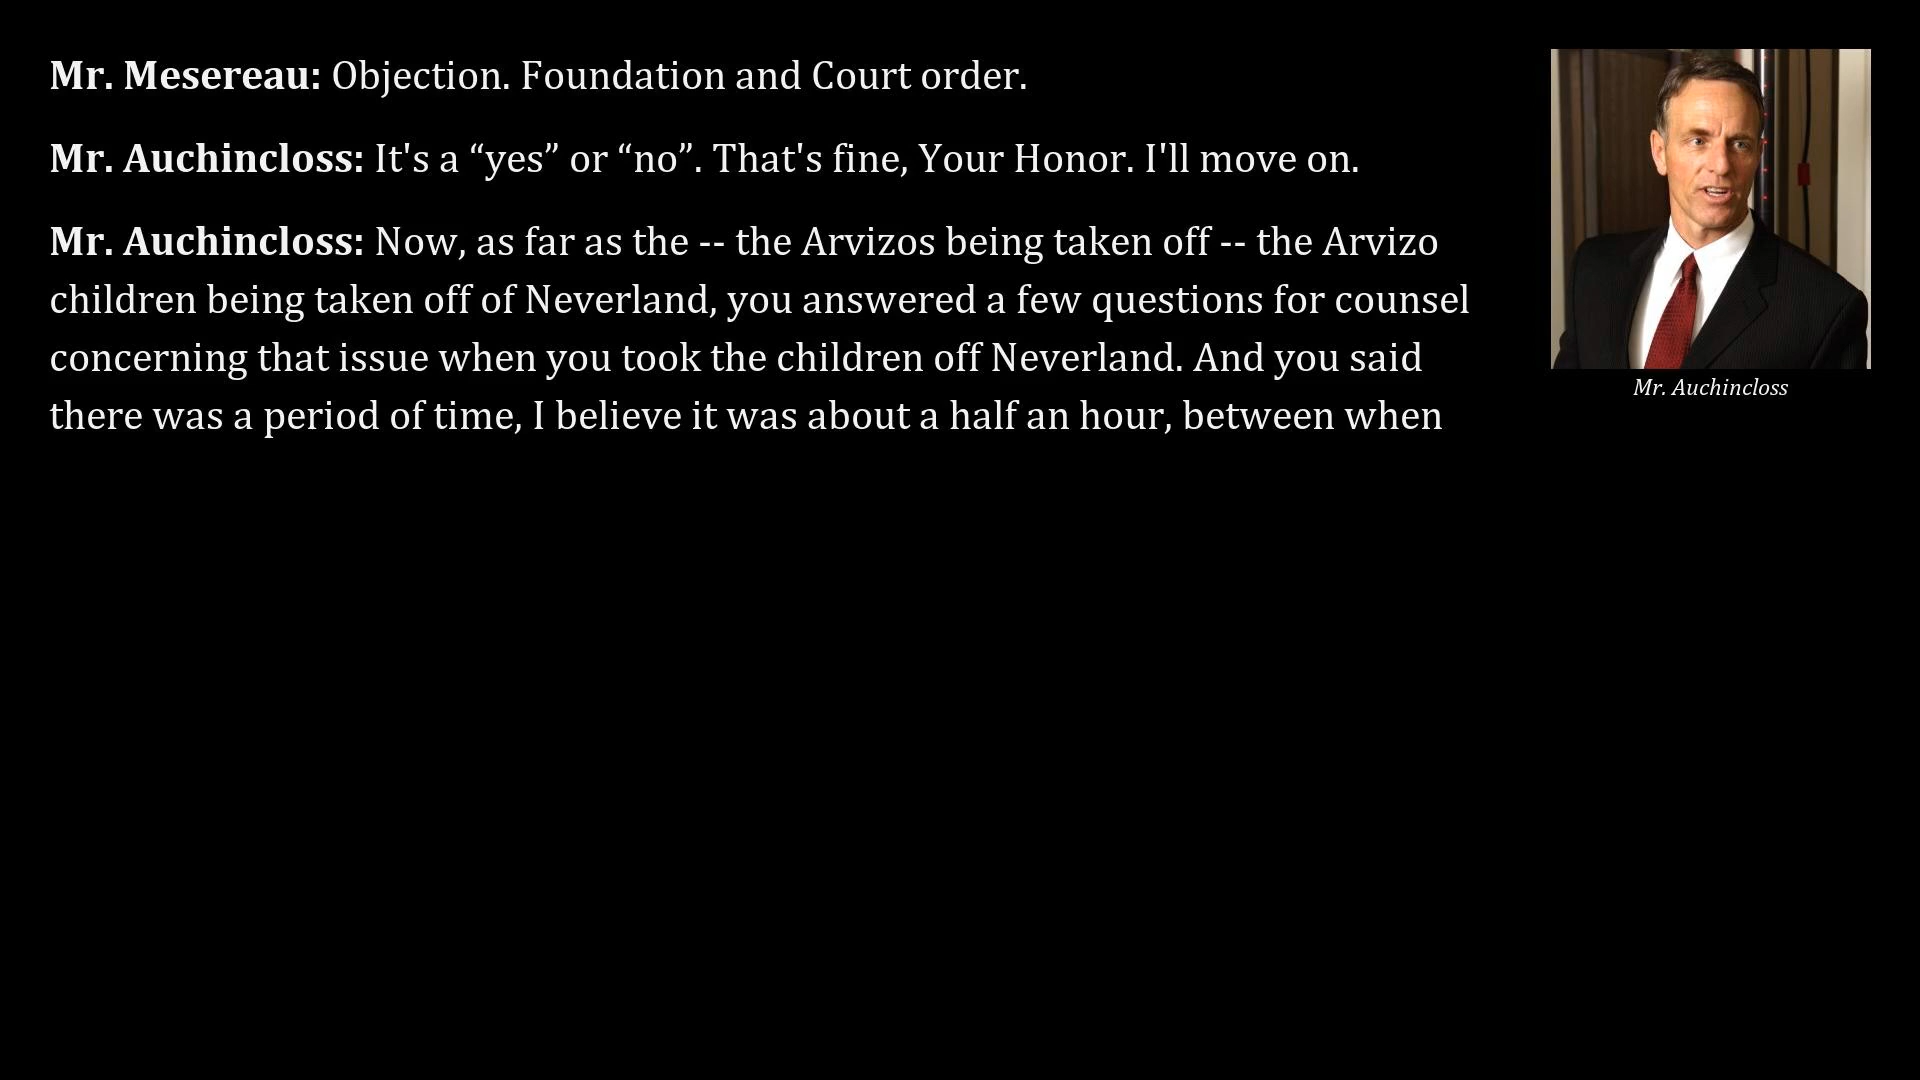 Mr. Mesereau: Objection. Foundation and Court order.
Mr. Auchincloss: It's a “yes” or “no”. That's fine, Your Honor. I'll move on.
Mr. Auchincloss: Now, as far as the -- the Arvizos being taken off -- the Arvizo
children being taken off of Neverland, you answered a few questions for counsel
concerning that issue when you took the children off Neverland. And you said
there was a period of time, I believe it was about a half an hour, between when
Mr. Auchincloss